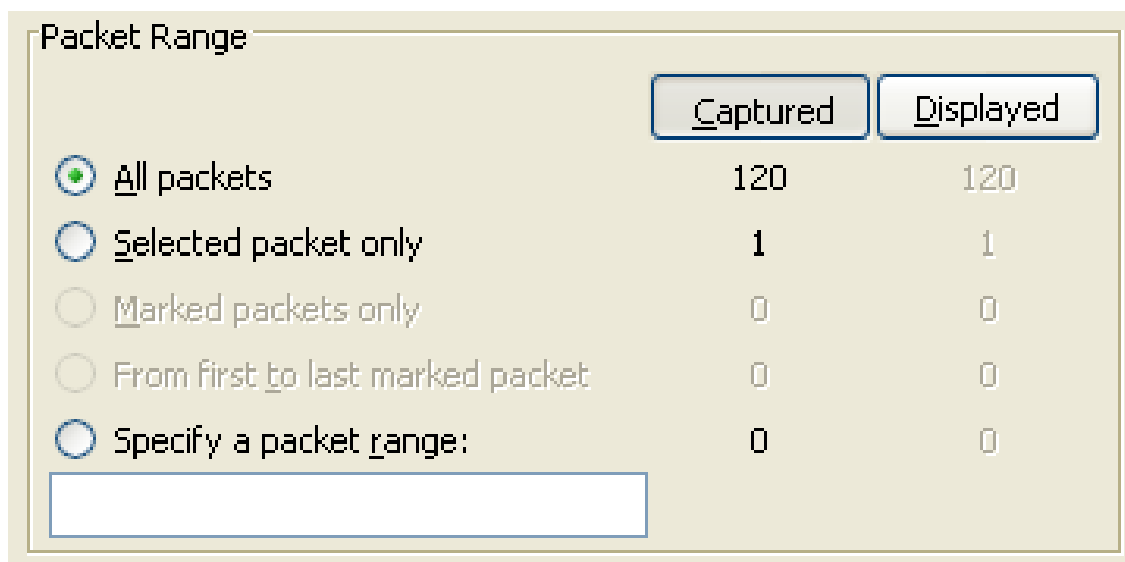 Packet Range
Captured Displayed
All packets 120 120
Selected packet only 1 1
Marked packets only 0 0
From first to last marked packet 0 0
Specify a packet range: 0 0